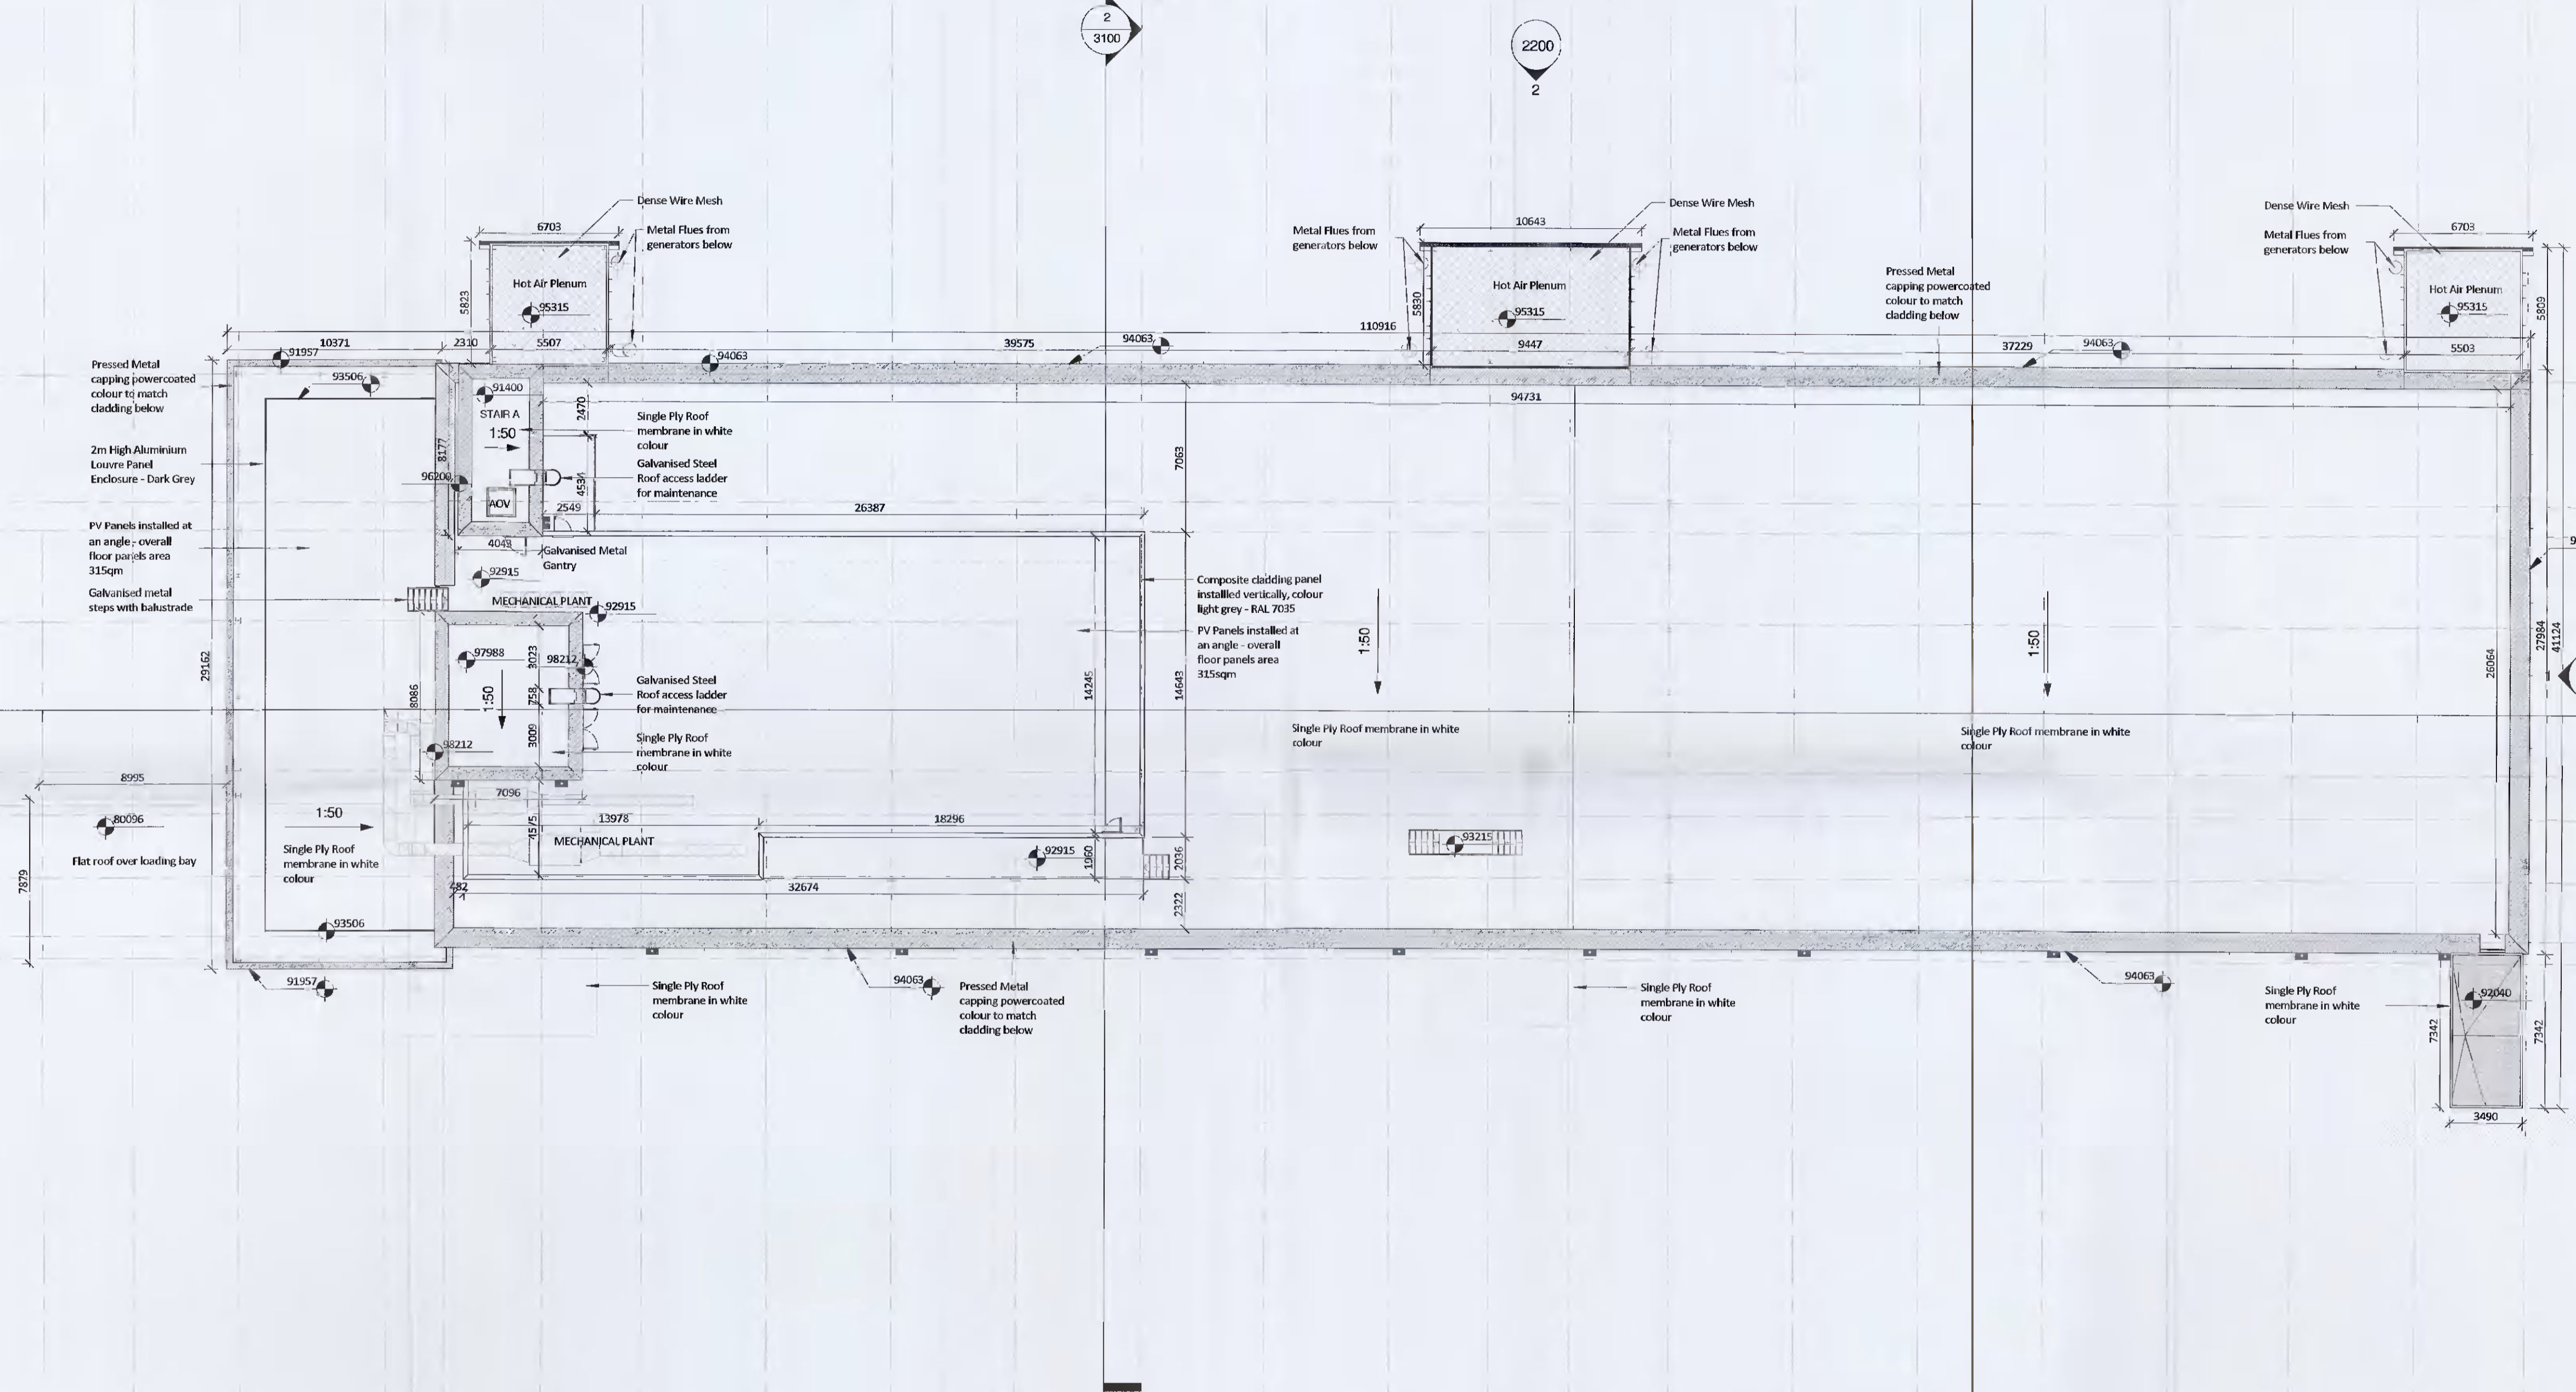 2
3100
2200
2
Dense Wire Mesh
Metal Flues from
generators below
6703
5823
Hot Air Plenum
95315
Metal Flues from
generators below
10643
Dense Wire Mesh
Metal Flues from
generators below
5830
Hot Air Plenum
95315
Pressed Metal
capping powercoated
colour to match
cladding below
Dense Wire Mesh
Metal Flues from
generators below
6703
Hot Air Plenum
95315
5809
110916
10371
2310
5507
39575
94063
9447
37229
94063
5503
91957
94063
94731
Pressed Metal
capping powercoated
colour to match
cladding below
93506
91400
STAIR A
1:50
2470
Single Ply Roof
membrane in white
colour
2m High Aluminium
Louvre Panel
Enclosure - Dark Grey
8177
96200
AOV
4534
Galvanised Steel
Roof access ladder
for maintenance
7063
2549
26387
PV Panels installed at
an angle - overall
floor panels area
315qm
4043
Galvanised Metal
Gantry
92915
Galvanised metal
steps with balustrade
MECHANICAL PLANT
92915
Composite cladding panel
installled vertically, colour
light grey - RAL 7035
PV Panels installed at
an angle - overall
floor panels area
315sqm
1:50
1:50
27984
41124
9
29162
97988
3023
98212
8086
1:50
758
3009
Galvanised Steel
Roof access ladder
for maintenance
14245
14643
26064
98212
Single Ply Roof
membrane in white
colour
Single Ply Roof membrane in white
colour
Single Ply Roof membrane in white
colour
8995
7096
80096
1:50
13978
18296
4575
MECHANICAL PLANT
93215
Flat roof over loading bay
Single Ply Roof
membrane in white
colour
92915
1960
2036
7879
482
32674
2322
93506
91957
Single Ply Roof
membrane in white
colour
94063
Pressed Metal
capping powercoated
colour to match
cladding below
Single Ply Roof
membrane in white
colour
94063
Single Ply Roof
membrane in white
colour
92040
7342
7342
3490